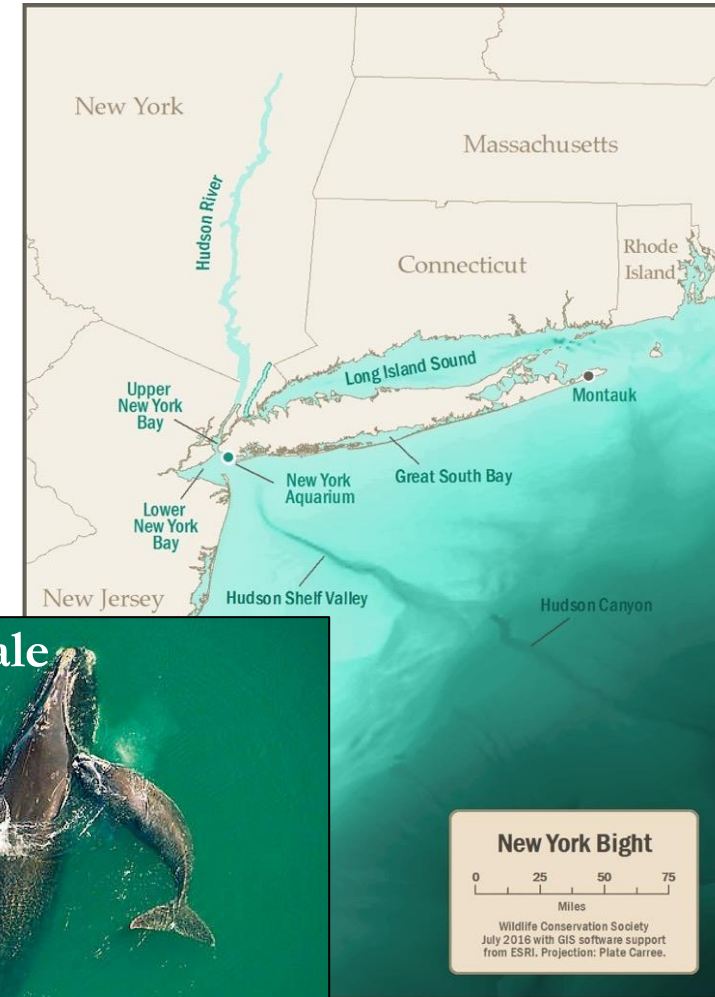 New York
Massachusetts
Hudson River
Connecticut
Rhode
Island
Long Island Sound
Upper
New York
Bay
Montauk
New York
Aquarium
Great South Bay
Lower
New York
Bay
New Jersey
Hudson Shelf Valley
Hudson Canyon
New York Bight
0 25 50 75
Miles
Wildlife Conservation Society
July 2016 with GIS software support
from ESRI. Projection: Plate Carree.